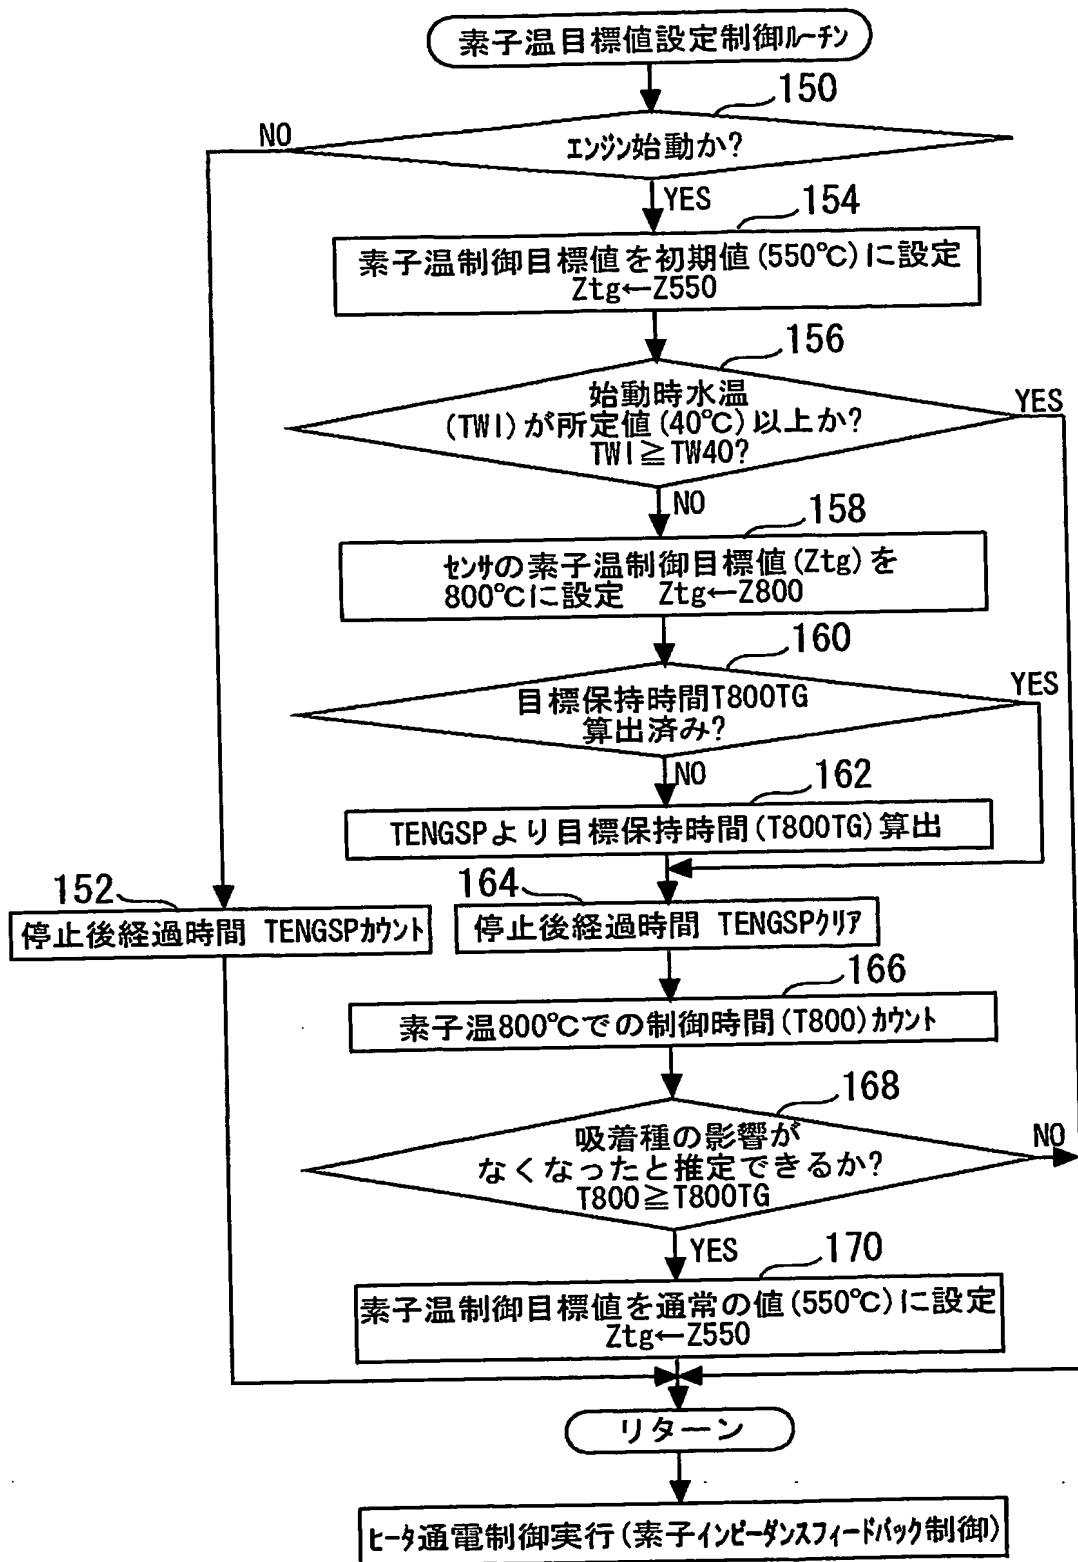 素子温目標値設定制御ﾙｰﾁﾝ
150
ｴﾝｼﾞﾝ始動か?
NO
YES
154
素子温制御目標値を初期値(550℃)に設定
Ztg←Z550
156
始動時水温
(TWI)が所定値(40℃)以上か?
TWI≧TW40?
YES
NO
158
ｾﾝｻの素子温制御目標値(Ztg)を
800℃に設定 Ztg←Z800
160
目標保持時間T800TG
算出済み?
YES
NO
162
TENGSPより目標保持時間(T800TG)算出
152
停止後経過時間 TENGSPｶｳﾝﾄ
164
停止後経過時間 TENGSPｸﾘｱ
166
素子温800℃での制御時間(T800)ｶｳﾝﾄ
168
吸着種の影響が
なくなったと推定できるか?
T800≧T800TG
NO
YES
170
素子温制御目標値を通常の値(550℃)に設定
Ztg←Z550
リターン
ﾋｰﾀ通電制御実行(素子ｲﾝﾋﾟｰﾀﾞﾝｽﾌｨｰﾄﾞﾊﾞｯｸ制御)